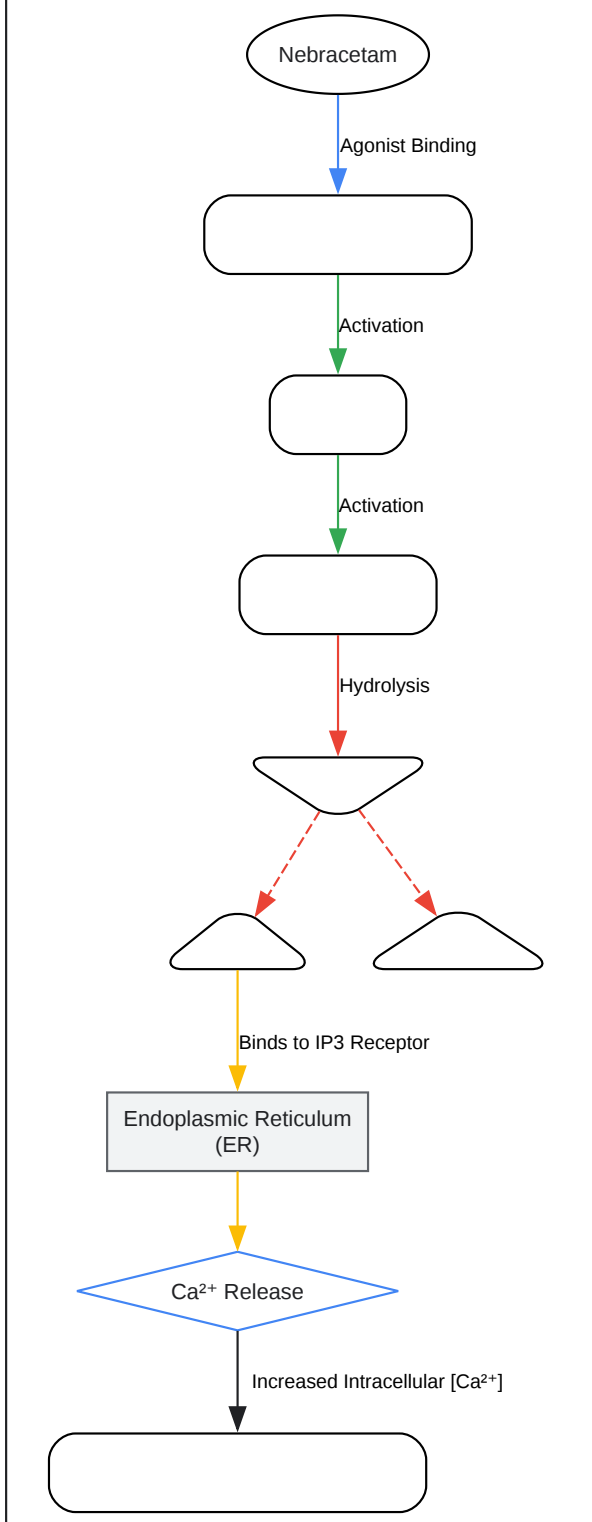 Nebracetam
Agonist Binding
Activation
Activation
Hydrolysis
Binds to IP3 Receptor
Endoplasmic Reticulum
(ER)
Ca²⁺ Release
Increased Intracellular [Ca²⁺]